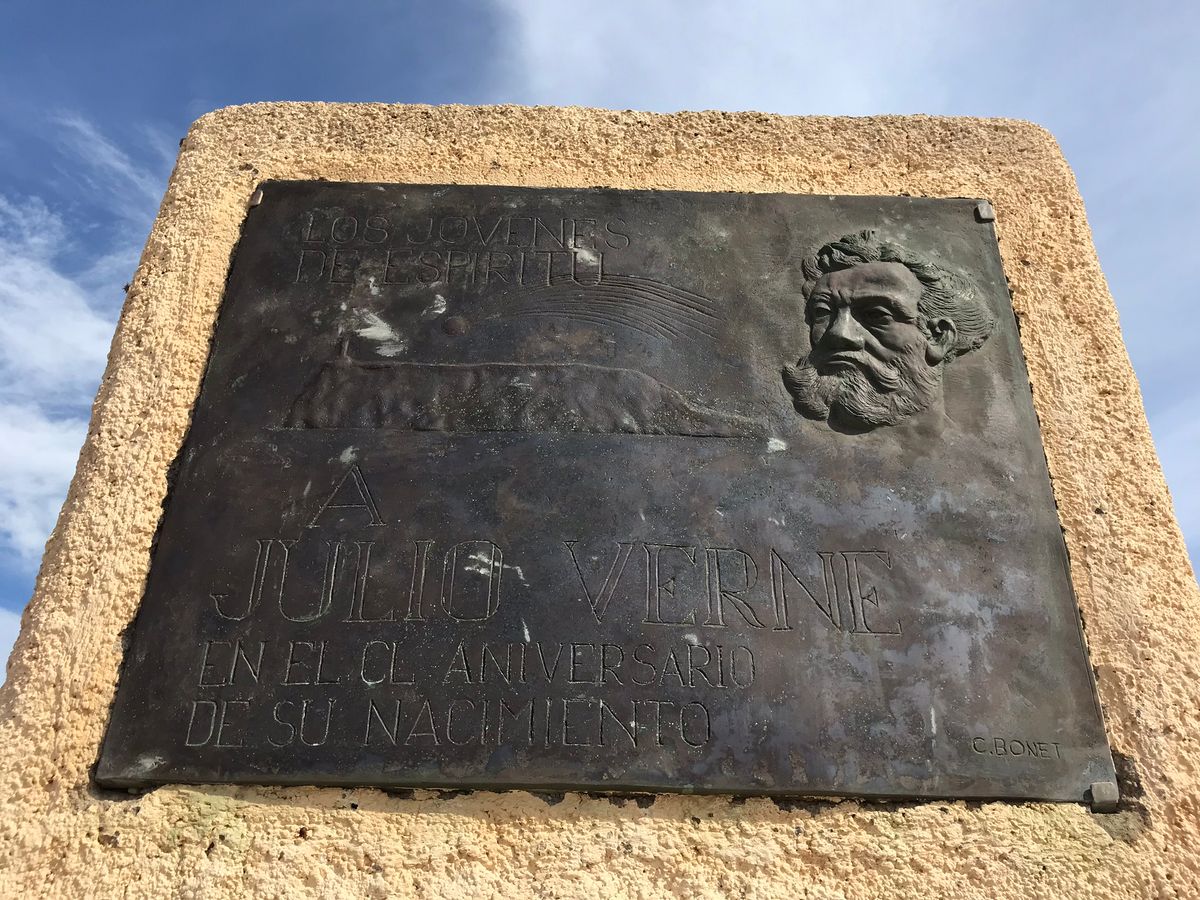 LOS JOVENES
DE ESPIRITU
A
JULIO VERNE
EN EL CL ANIVERSARIO
DE SU NACIMIENTO
C.BONET